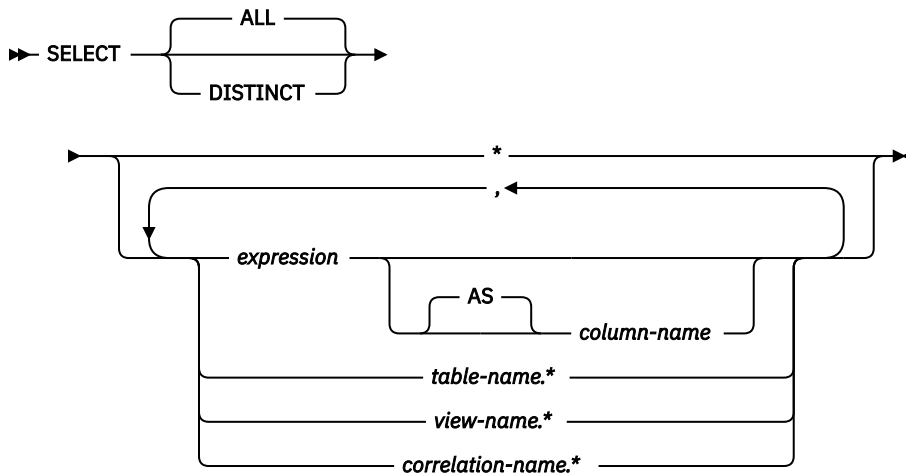 ALL
SELECT
DISTINCT
*
,
expression
AS
column-name
table-name.*
view-name.*
correlation-name.*